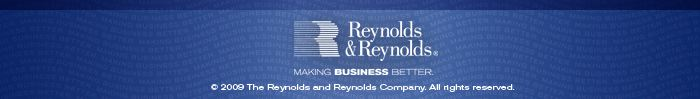 Reynolds
& Reynolds®
MAKING BUSINESS BETTER.
© 2009 The Reynolds and Reynolds Company. All rights reserved.